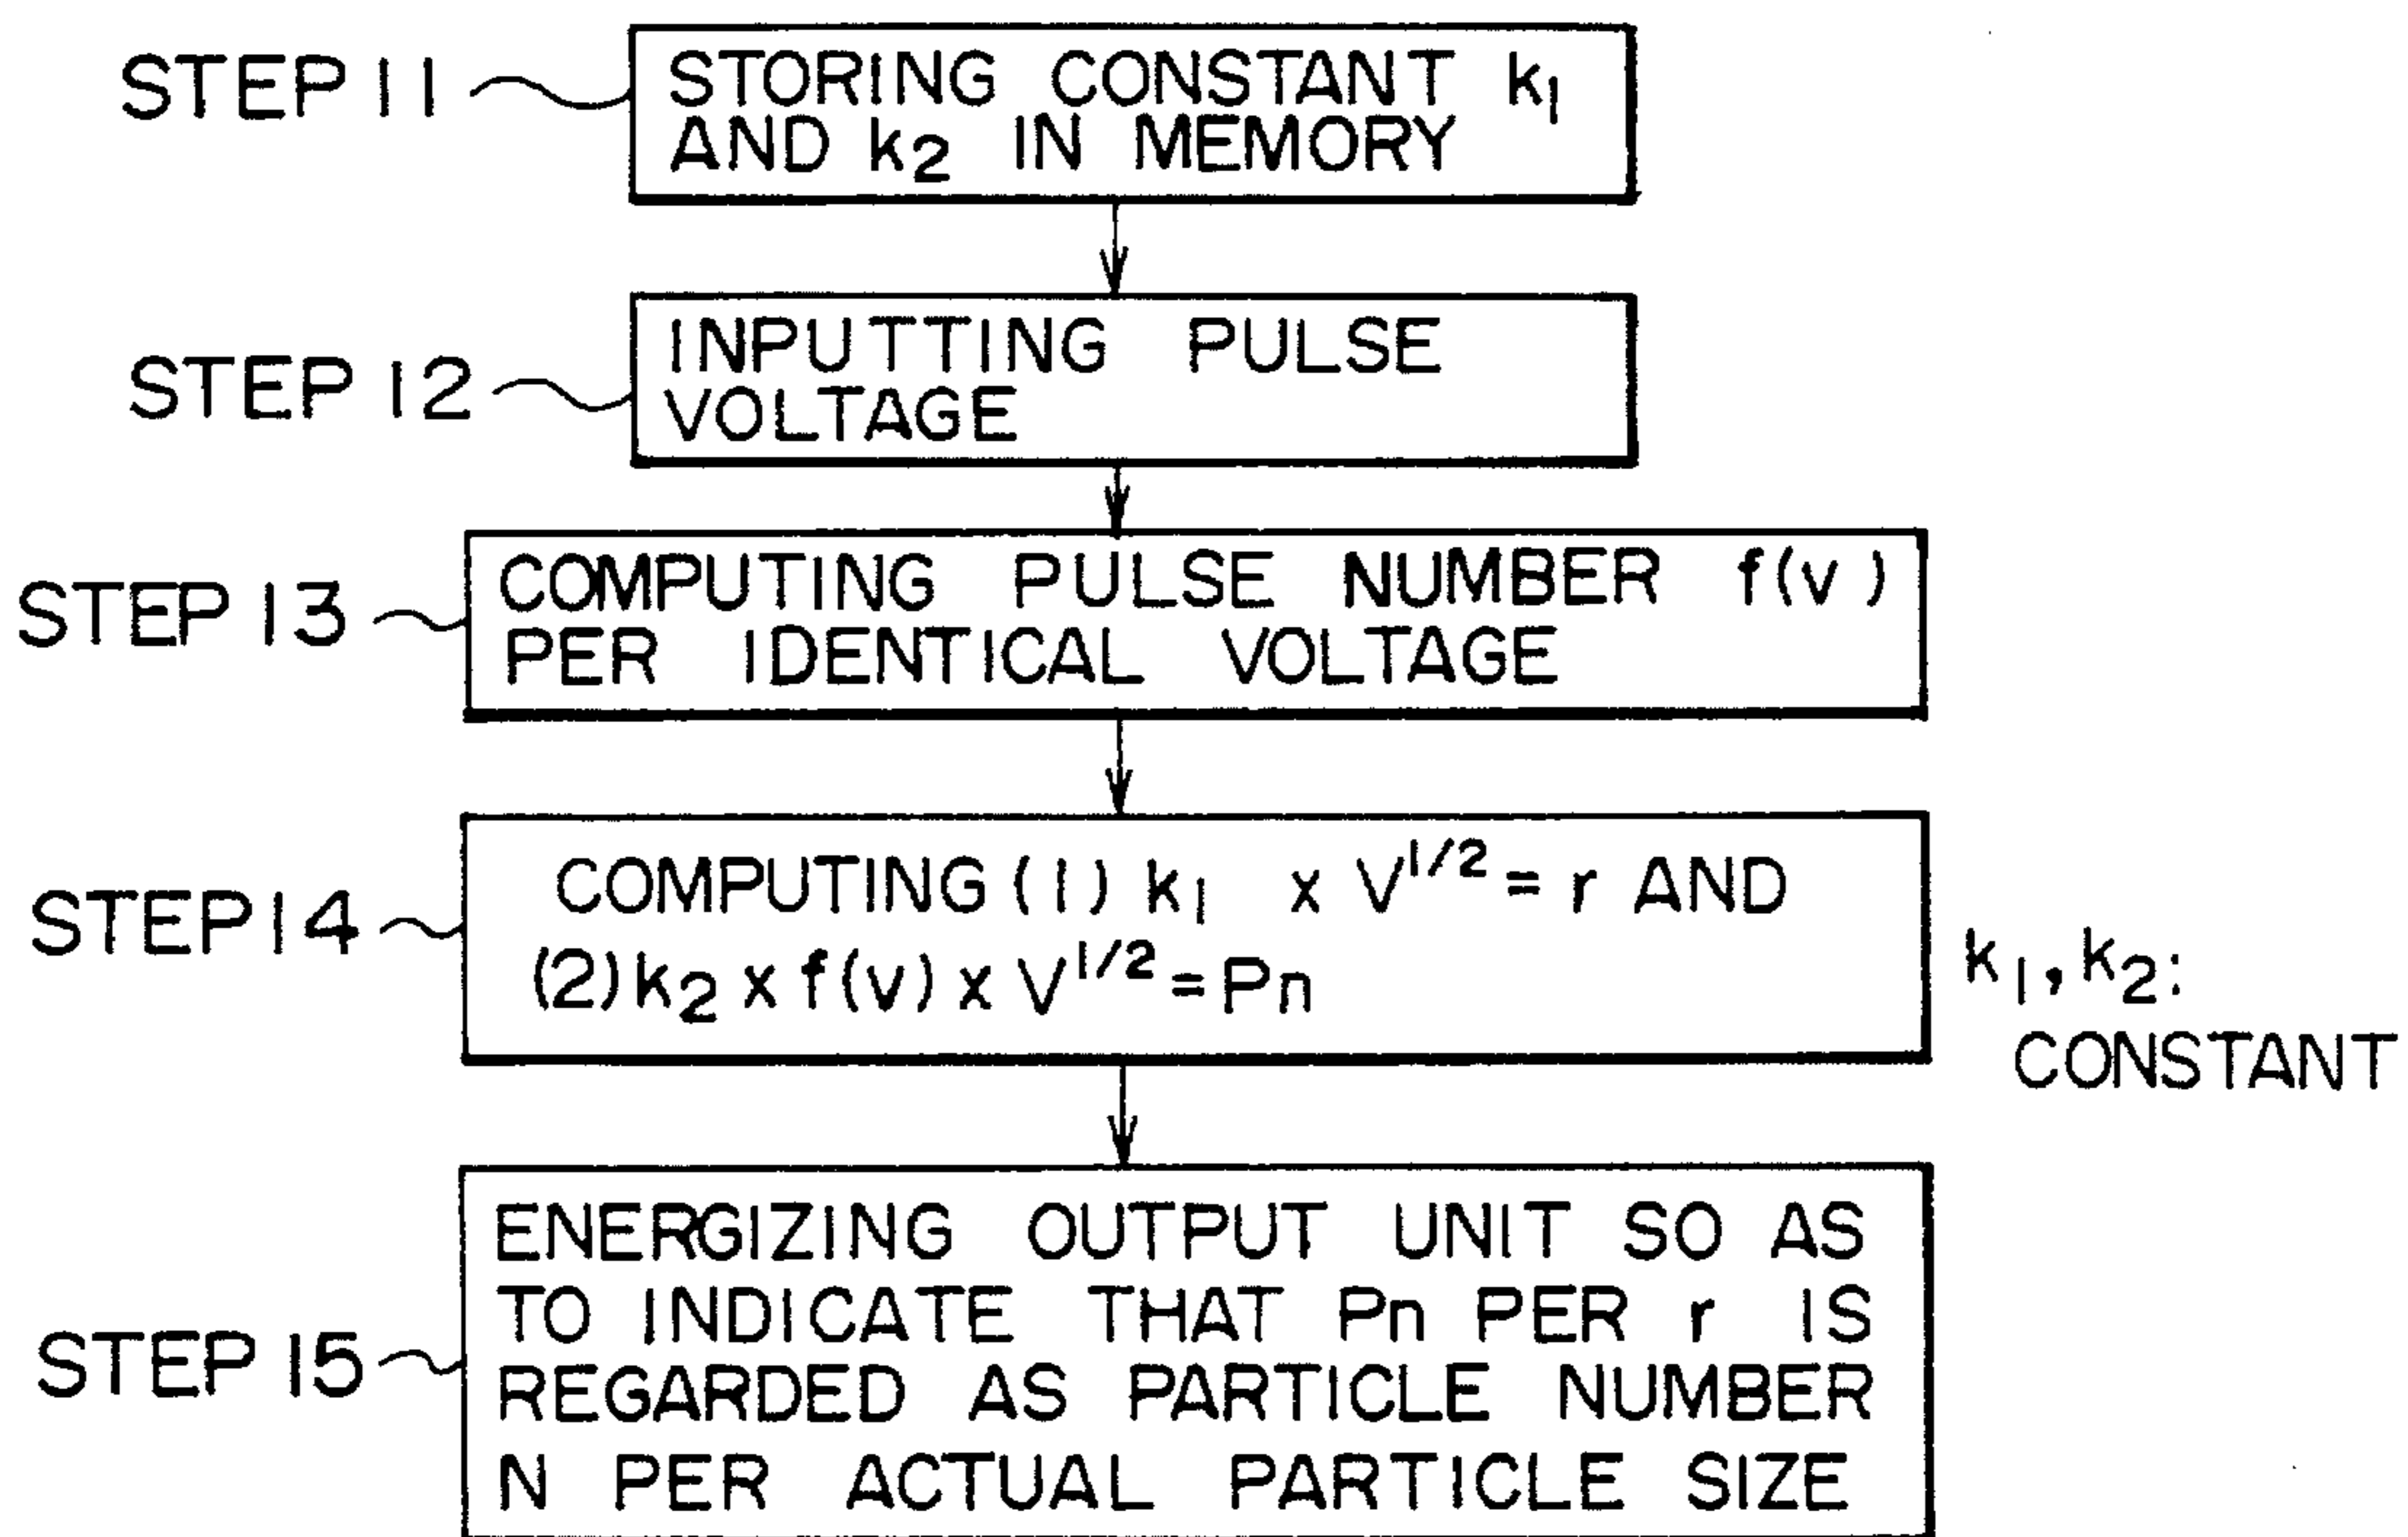 STEP 11
STORING CONSTANT k₁
AND k₂ IN MEMORY
STEP 12
INPUTTING PULSE
VOLTAGE
STEP 13
COMPUTING PULSE NUMBER f(v)
PER IDENTICAL VOLTAGE
STEP 14
COMPUTING (1) k₁ x V^1/2 = r AND
(2) k₂ x f(v) x V^1/2 = Pn
k₁, k₂:
CONSTANT
STEP 15
ENERGIZING OUTPUT UNIT SO AS
TO INDICATE THAT Pn PER r IS
REGARDED AS PARTICLE NUMBER
N PER ACTUAL PARTICLE SIZE